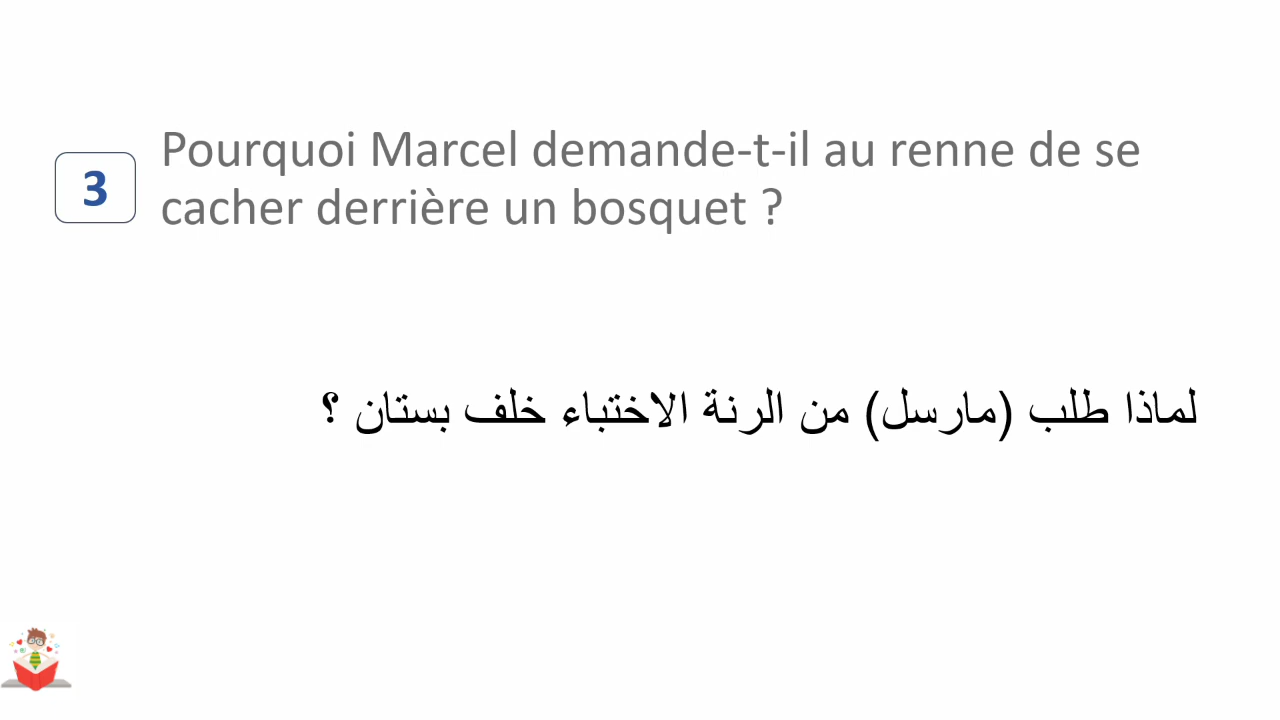 3
Pourquoi Marcel demande-t-il au renne de se
cacher derrière un bosquet ?
لماذا طلب (مارسل) من الرنة الاختباء خلف بستان ؟